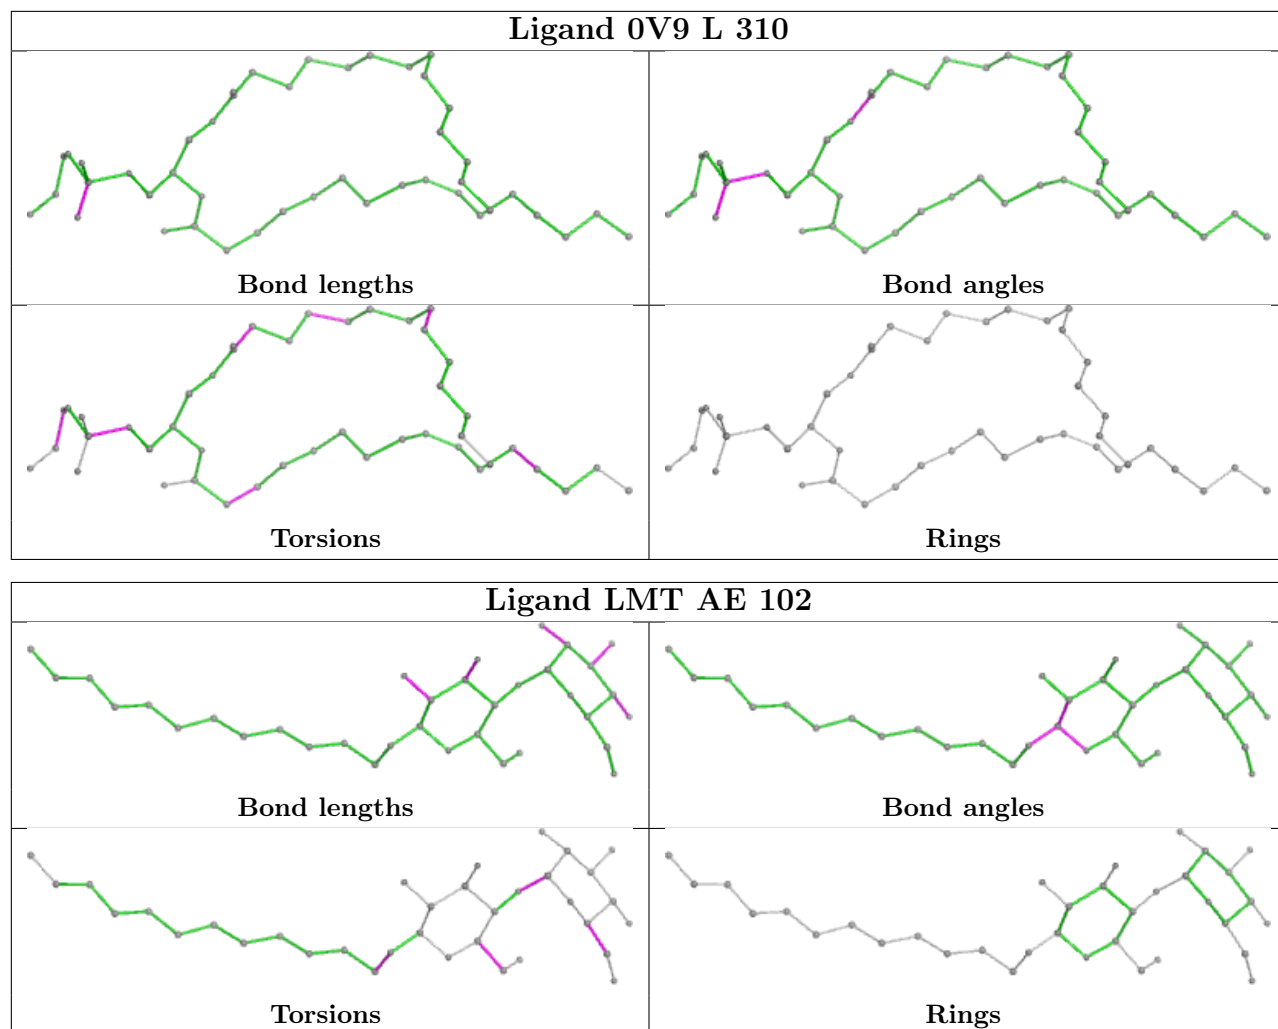 Ligand 0V9 L 310
Bond lengths
Bond angles
Torsions
Rings
Ligand LMT AE 102
Bond lengths
Bond angles
Torsions
Rings